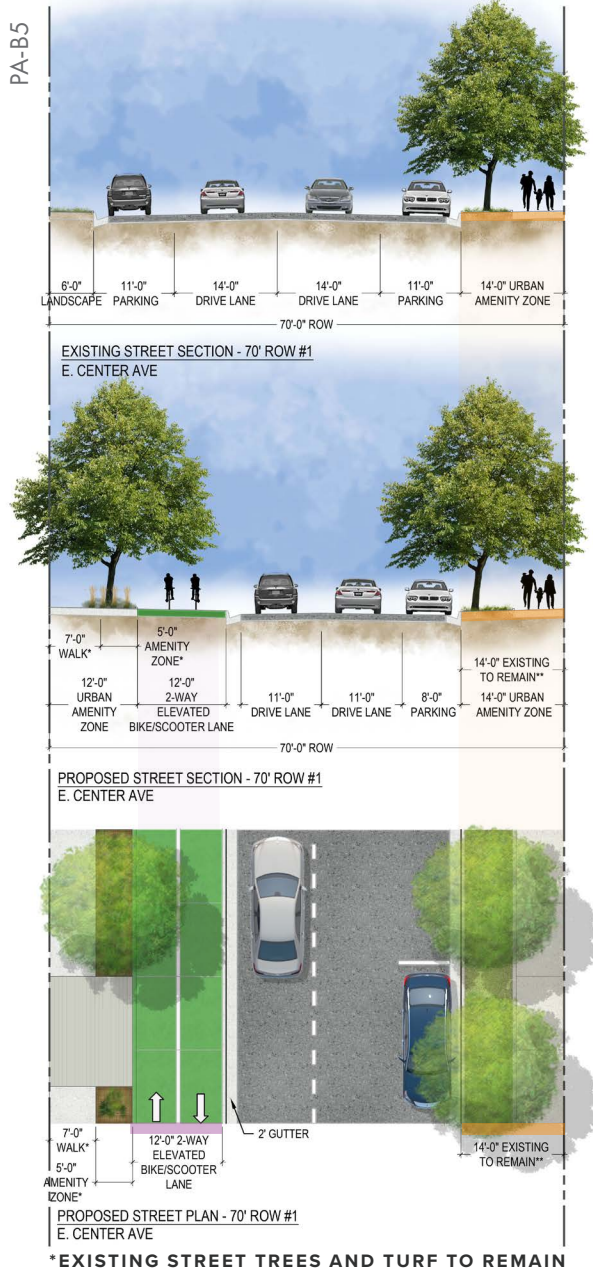 PA-B5
6'-0"
LANDSCAPE
11'-0"
PARKING
14'-0"
DRIVE LANE
14'-0"
DRIVE LANE
11'-0"
PARKING
14'-0" URBAN
AMENITY ZONE
70'-0" ROW
EXISTING STREET SECTION - 70' ROW #1
E. CENTER AVE
7'-0"
WALK*
5'-0"
AMENITY
ZONE*
14'-0" EXISTING
TO REMAIN**
12'-0"
URBAN
AMENITY
ZONE
12'-0"
2-WAY
ELEVATED
BIKE/SCOOTER LANE
11'-0"
DRIVE LANE
11'-0"
DRIVE LANE
8'-0"
PARKING
14'-0" URBAN
AMENITY ZONE
70'-0" ROW
PROPOSED STREET SECTION - 70' ROW #1
E. CENTER AVE
2' GUTTER
7'-0"
WALK*
5'-0"
AMENITY
ZONE*
12'-0" 2-WAY
ELEVATED
BIKE/SCOOTER
LANE
14'-0" EXISTING
TO REMAIN**
PROPOSED STREET PLAN - 70' ROW #1
E. CENTER AVE
*EXISTING STREET TREES AND TURF TO REMAIN